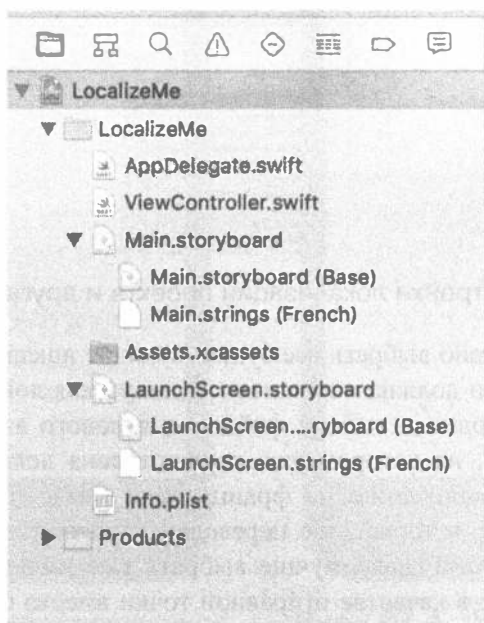 LocalizeMe
LocalizeMe
AppDelegate.swift
ViewController.swift
Main.storyboard
Main.storyboard (Base)
Main.strings (French)
Assets.xcassets
LaunchScreen.storyboard
LaunchScreen....ryboard (Base)
LaunchScreen.strings (French)
Info.plist
Products